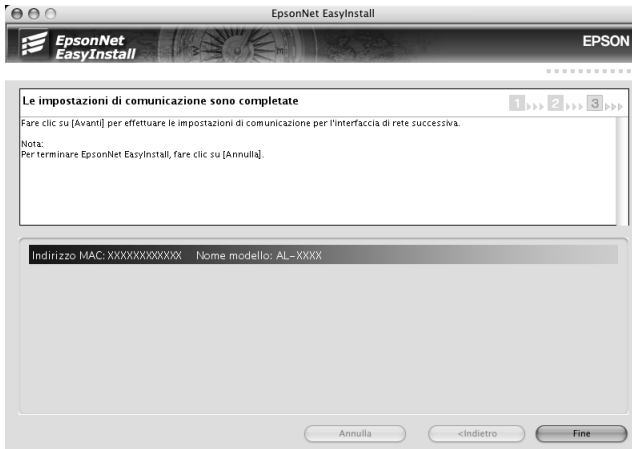 EpsonNet EasyInstall
EpsonNet
EasyInstall
EPSON
Le impostazioni di comunicazione sono completate
1 2 3
Fare clic su [Avanti] per effettuare le impostazioni di comunicazione per l'interfaccia di rete successiva.
Nota:
Per terminare EpsonNet EasyInstall, fare clic su [Annulla].
Indirizzo MAC: XXXXXXXXXXXX Nome modello: AL-XXXX
Annulla <Indietro Fine